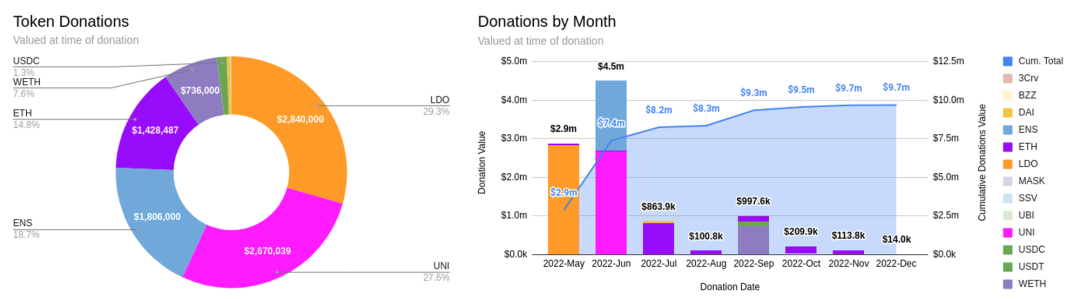 Token Donations
Valued at time of donation
USDC
1.3%
WETH
7.6%
ETH
14.8%
ENS
18.7%
LDO
29.3%
UNI
27.6%
$736,000
$1,428,487
$2,840,000
$1,806,000
$2,670,039
Donations by Month
Valued at time of donation
Donation Value
$5.0m
$4.0m
$3.0m
$2.0m
$1.0m
$0.0k
$2.9m
$4.5m
$863.9k
$100.8k
$997.6k
$209.9k
$113.8k
$14.0k
$2.9m
$7.4m
$8.2m
$8.3m
$9.3m
$9.5m
$9.7m
$9.7m
$12.5m
$10.0m
$7.5m
$5.0m
$2.5m
$0.0m
Cumulative Donations Value
2022-May
2022-Jun
2022-Jul
2022-Aug
2022-Sep
2022-Oct
2022-Nov
2022-Dec
Donation Date
Cum. Total
3Crv
BZZ
DAI
ENS
ETH
LDO
MASK
SSV
UBI
UNI
USDC
USDT
WETH